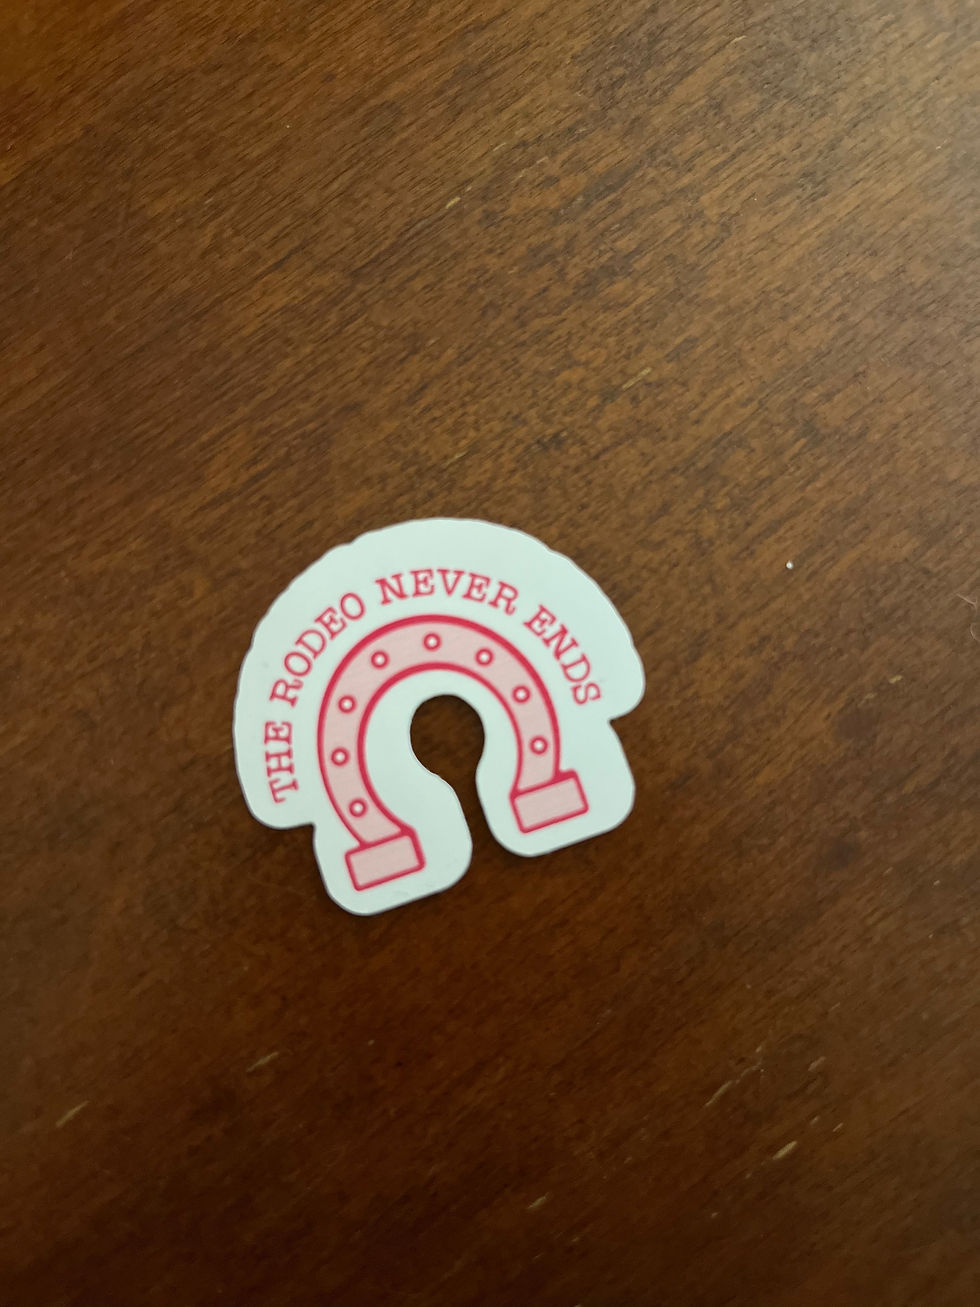 THE RODEO NEVER ENDS